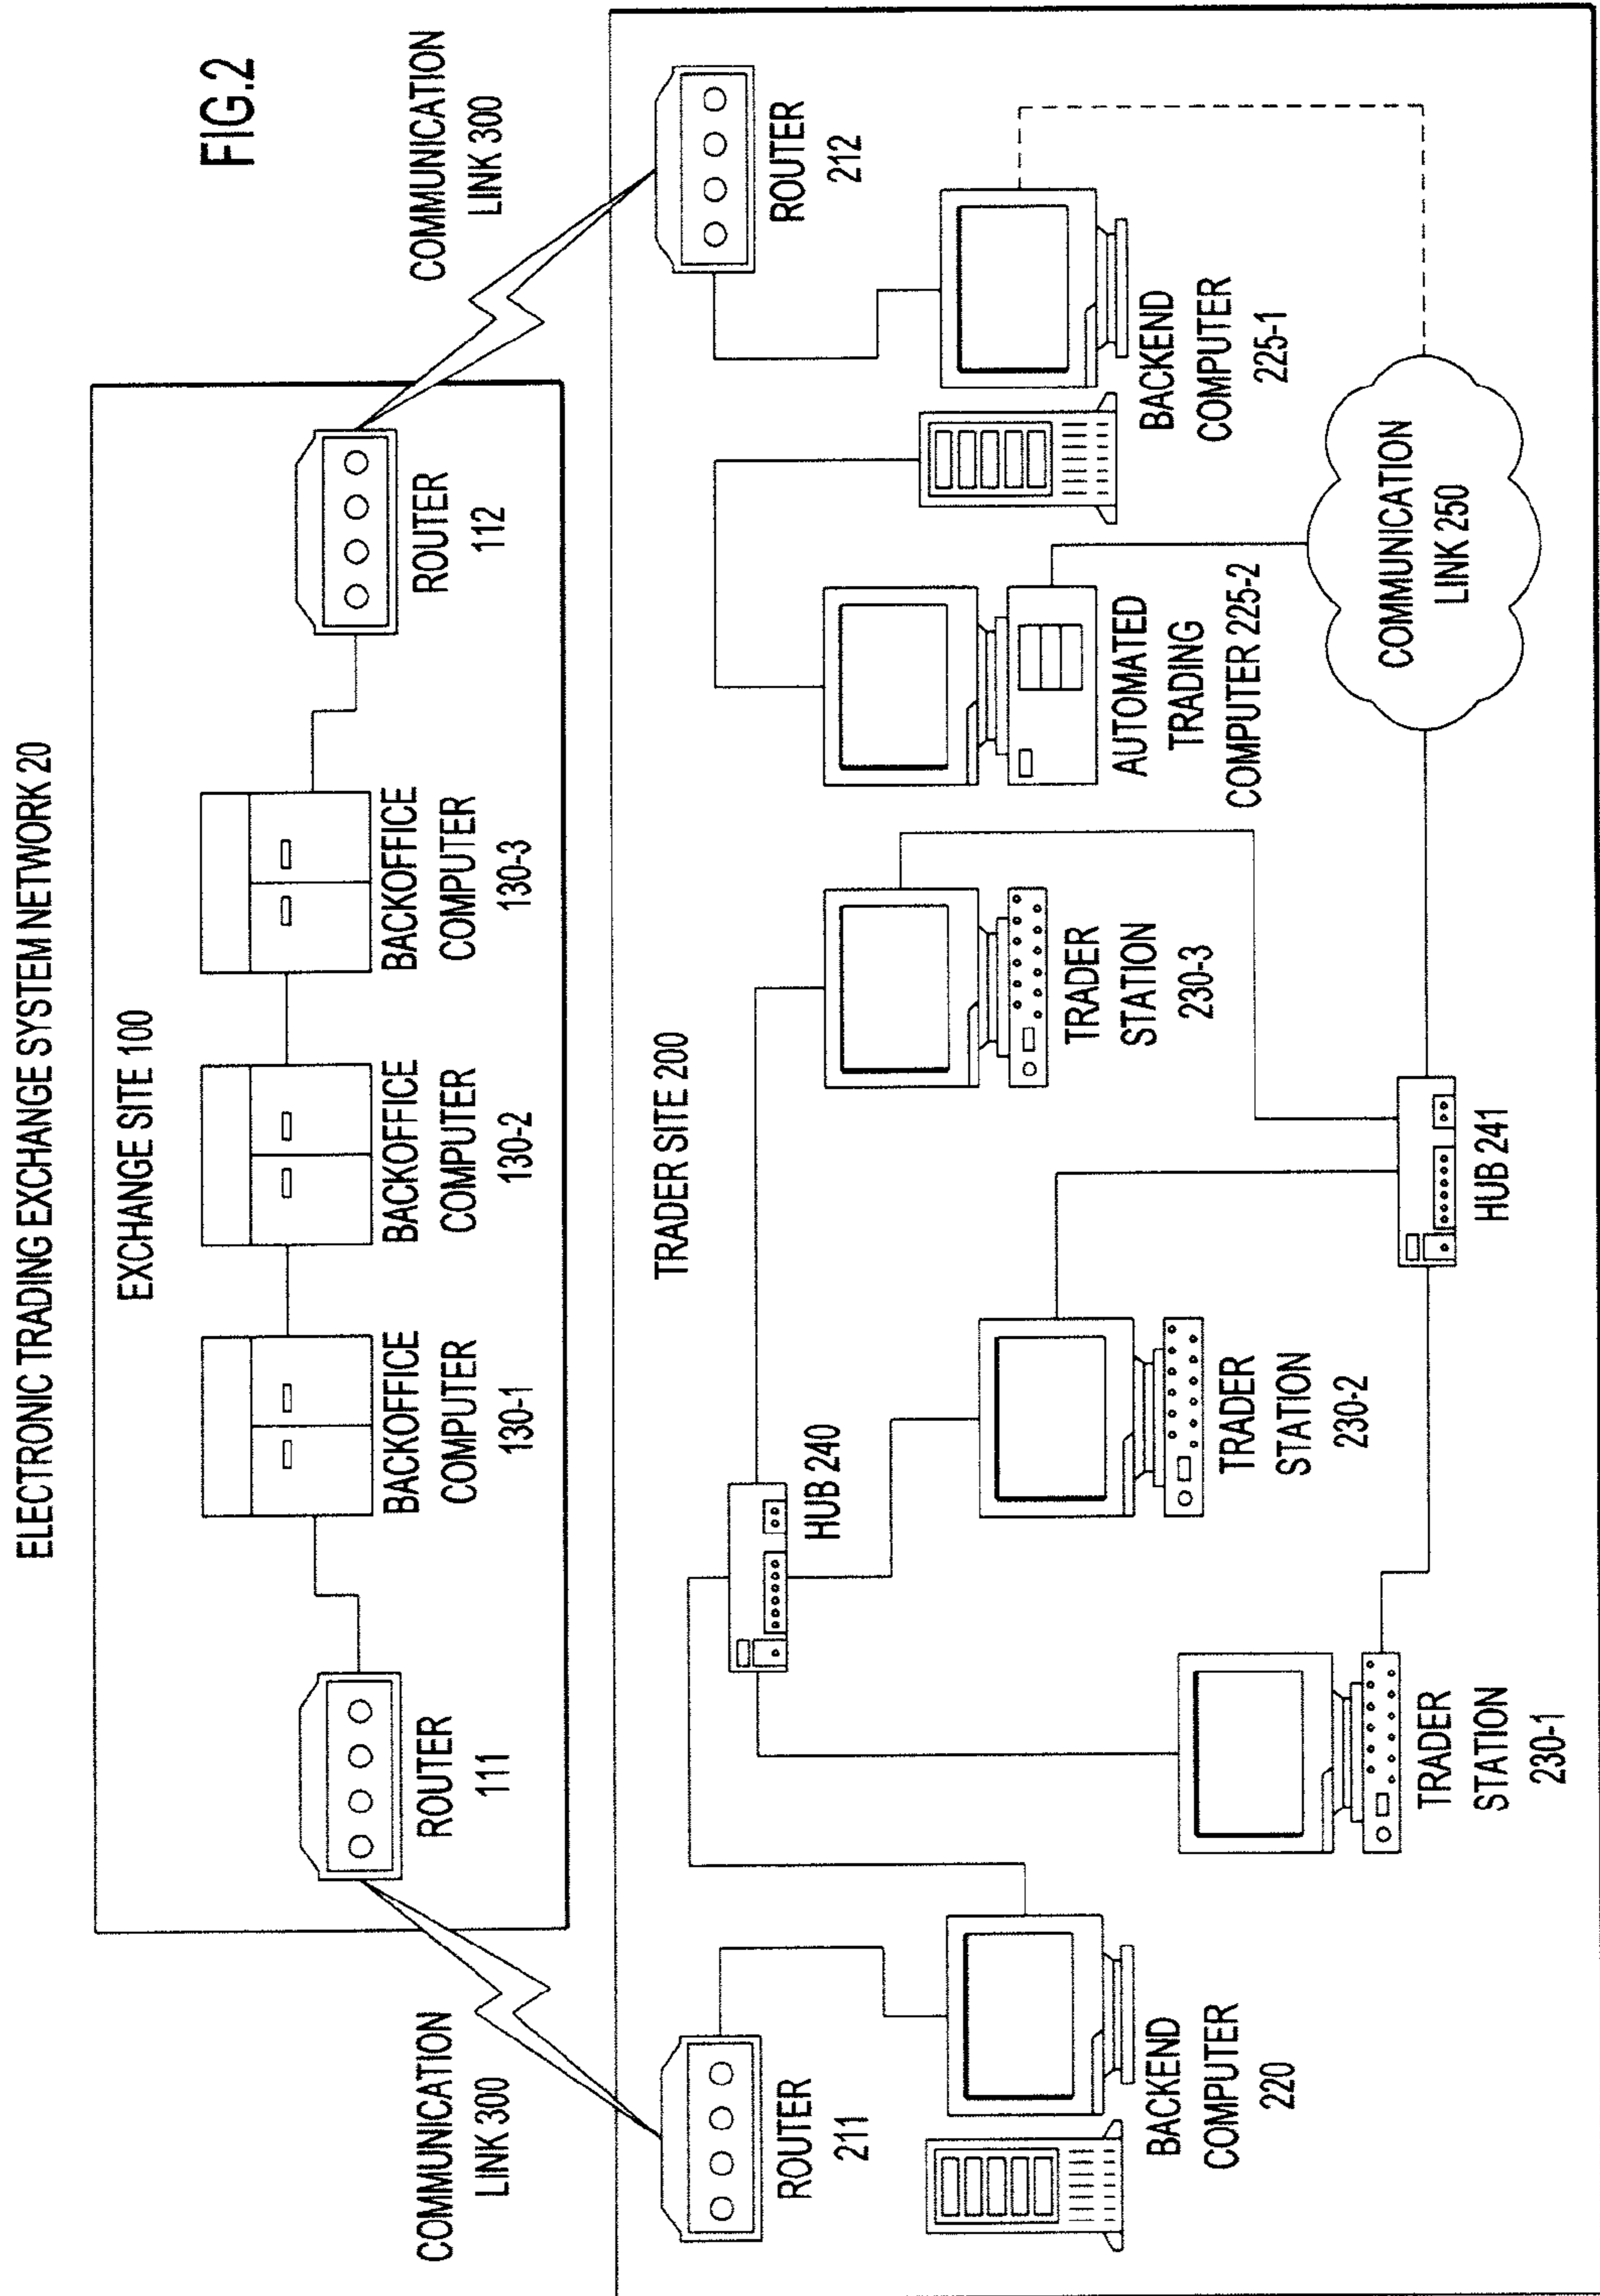 FIG.2
ELECTRONIC TRADING EXCHANGE SYSTEM NETWORK 20
EXCHANGE SITE 100
ROUTER
111
BACKOFFICE
COMPUTER
130-1
BACKOFFICE
COMPUTER
130-2
BACKOFFICE
COMPUTER
130-3
ROUTER
112
COMMUNICATION
LINK 300
COMMUNICATION
LINK 300
TRADER SITE 200
ROUTER
211
BACKEND
COMPUTER
220
HUB 240
TRADER
STATION
230-1
TRADER
STATION
230-2
TRADER
STATION
230-3
HUB 241
AUTOMATED
TRADING
COMPUTER 225-2
ROUTER
212
BACKEND
COMPUTER
225-1
COMMUNICATION
LINK 250